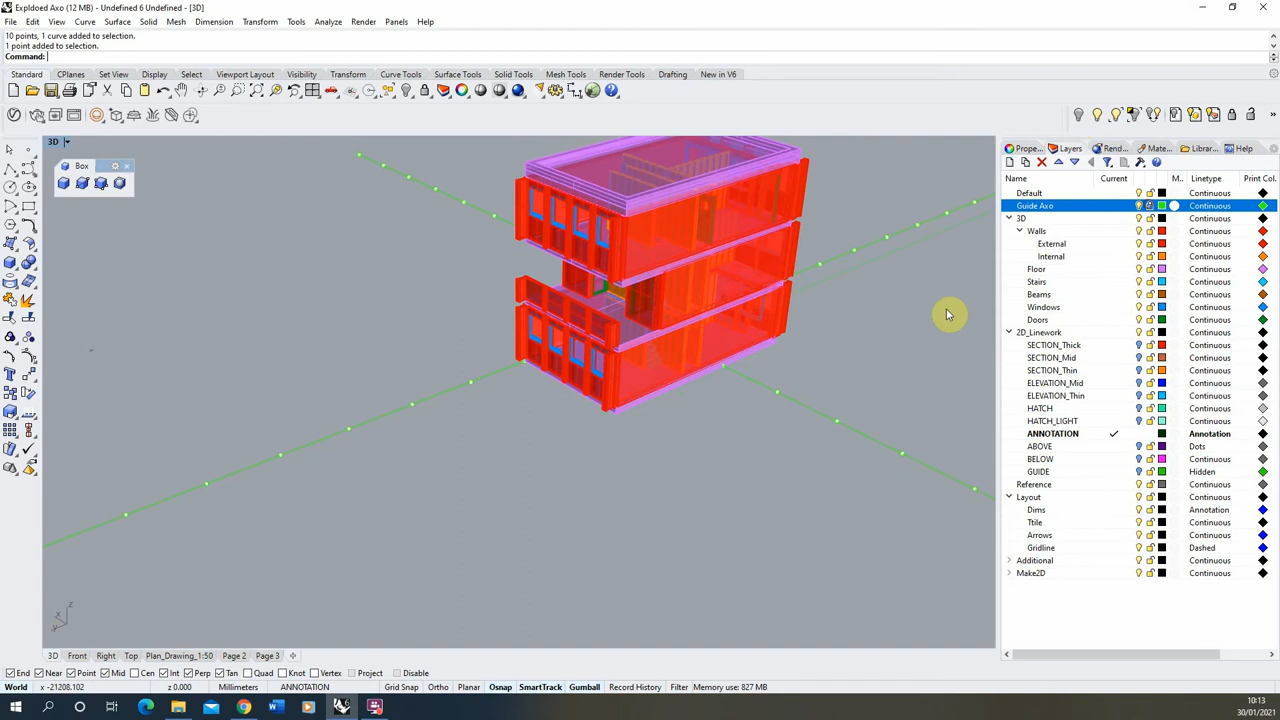 Expldoed Axo (12 MB) - Undefined 6 Undefined - [3D]
File Edit View Curve Surface Solid Mesh Dimension Transform Tools Analyze Render Panels Help
10 points, 1 curve added to selection.
1 point added to selection.
Command:
Standard CPlanes Set View Display Select Viewport Layout Visibility Transform Curve Tools Surface Tools Solid Tools Mesh Tools Render Tools Drafting New in V6
3D
Prope... Layers Rend... Mate... Librar... Help
Box
Name Current M... Linetype Print Col.
Default Continuous
Guide Axo Continuous
3D Continuous
Walls Continuous
External Continuous
Internal Continuous
Floor Continuous
Stairs Continuous
Beams Continuous
Windows Continuous
Doors Continuous
2D_Linework Continuous
SECTION_Thick Continuous
SECTION_Mid Continuous
SECTION_Thin Continuous
ELEVATION_Mid Continuous
ELEVATION_Thin Continuous
HATCH Continuous
HATCH_LIGHT Continuous
ANNOTATION Annotation
ABOVE Dots
BELOW Continuous
GUIDE Hidden
Reference Continuous
Layout Continuous
Dims Annotation
Ttile Continuous
Arrows Continuous
Gridline Dashed
Additional Continuous
Make2D Continuous
z
x
y
3D Front Right Top Plan_Drawing_1:50 Page 2 Page 3
End Near Point Mid Cen Int Perp Tan Quad Knot Vertex Project Disable
World x -21208.102 z 0.000 Millimeters ANNOTATION Grid Snap Ortho Planar Osnap SmartTrack Gumball Record History Filter Memory use: 827 MB
10:13
30/01/2021